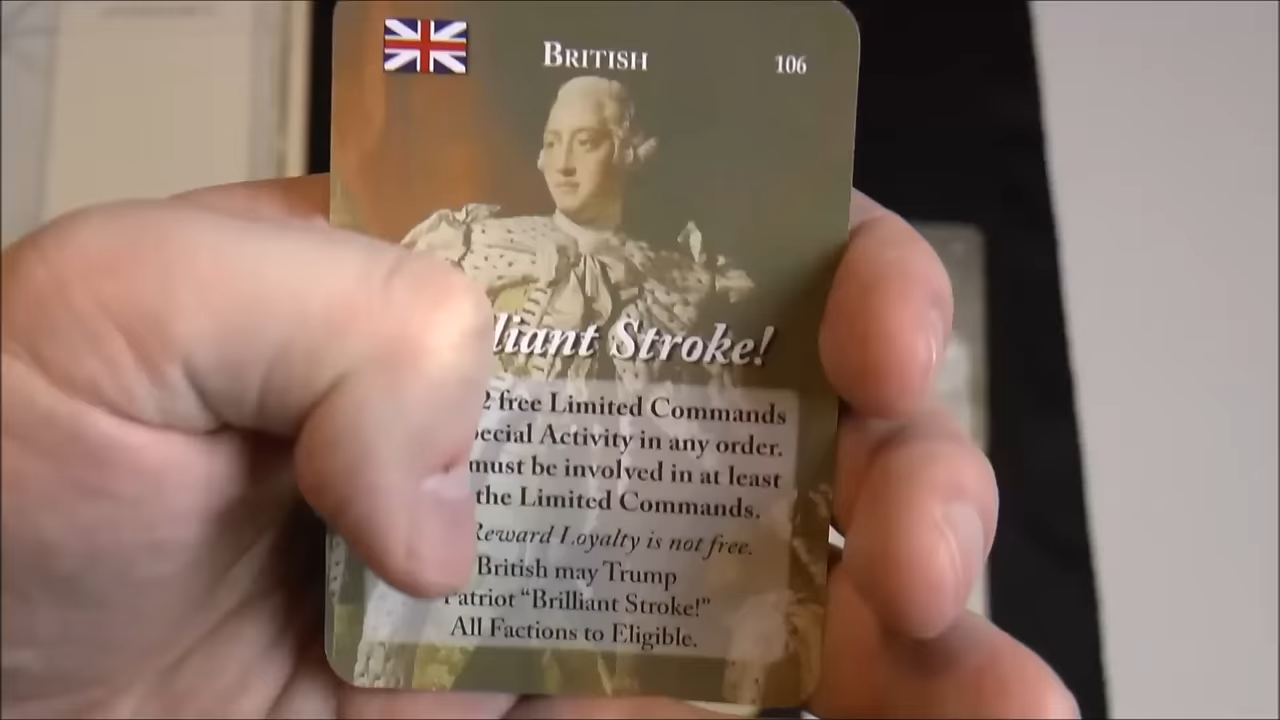 BRITISH
106
liant Stroke!
2 free Limited Commands
pecial Activity in any order.
must be involved in at least
the Limited Commands.
Reward Loyalty is not free.
British may Trump
Patriot “Brilliant Stroke!”
All Factions to Eligible.